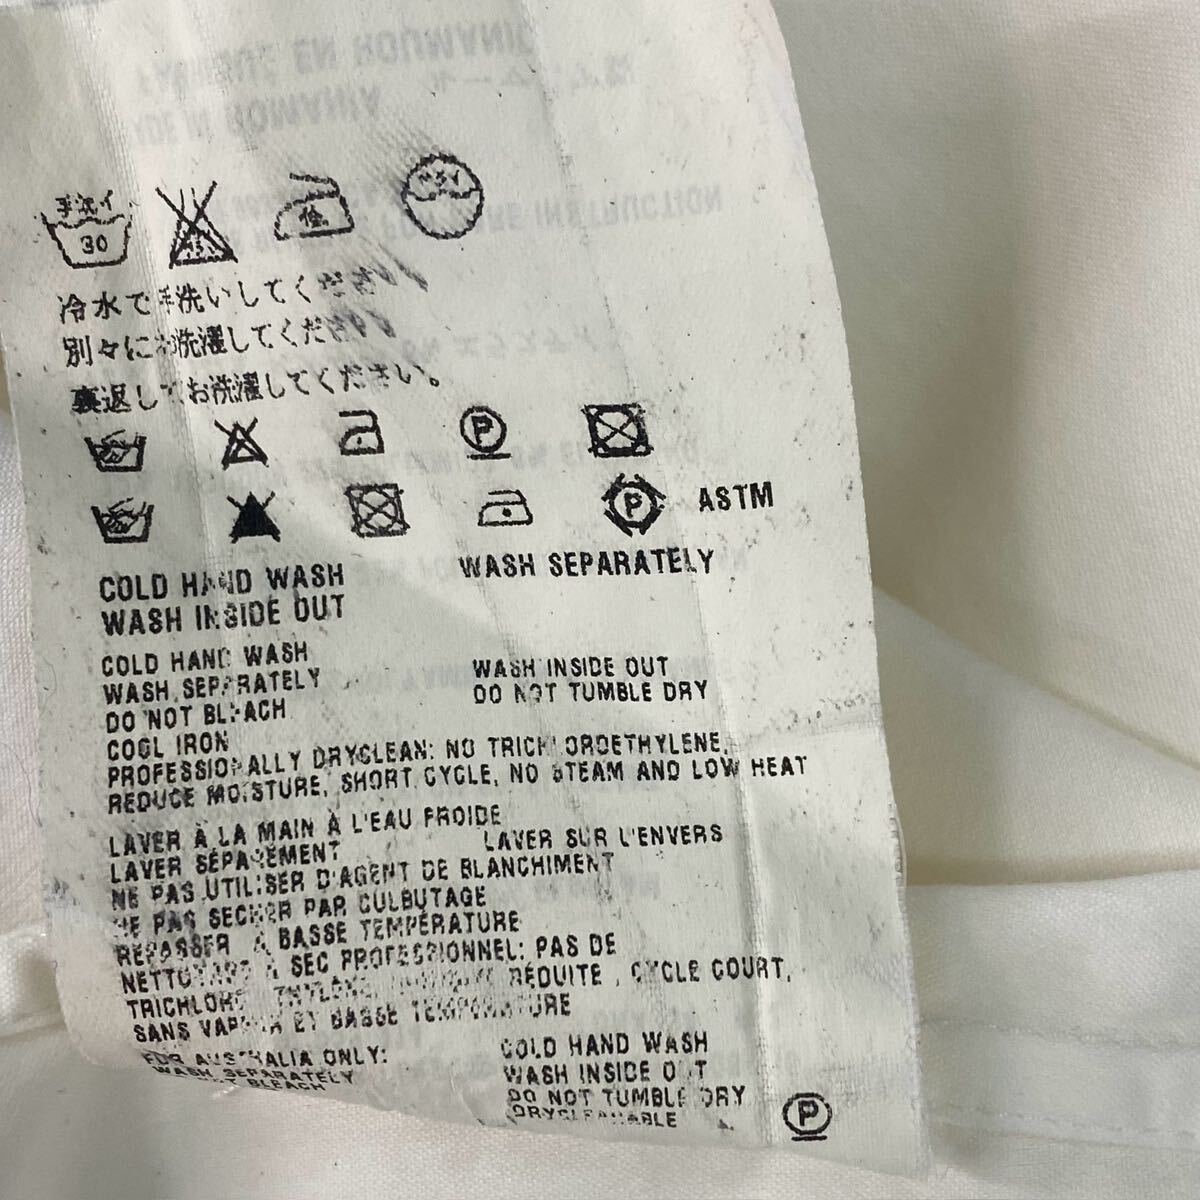 手洗イ
30
低
冷水で手洗いしてください
別々にお洗濯してください
裏返してお洗濯してください。
P
P ASTM
COLD HAND WASH WASH SEPARATELY
WASH INSIDE OUT
COLD HAND WASH WASH INSIDE OUT
WASH SEPARATELY DO NOT TUMBLE DRY
DO NOT BLEACH
COOL IRON
PROFESSIONALLY DRYCLEAN: NO TRICHLOROETHYLENE,
REDUCE MOISTURE, SHORT CYCLE, NO STEAM AND LOW HEAT
LAVER À LA MAIN À L'EAU FROIDE
LAVER SÉPARÉMENT LAVER SUR L'ENVERS
NE PAS UTILISER D'AGENT DE BLANCHIMENT
NE PAS SECHER PAR CULBUTAGE
REPASSER À BASSE TEMPÉRATURE
NETTOYAGE A SEC PROFESSIONNEL: PAS DE
RÉDUITE, CYCLE COURT,
SANS VAPEUR ET BASSE TEMPERATURE
FOR AUSTRALIA ONLY: COLD HAND WASH
WASH SEPARATELY WASH INSIDE OUT
NOT BLEACH DO NOT TUMBLE DRY
DRYCLEANABLE P